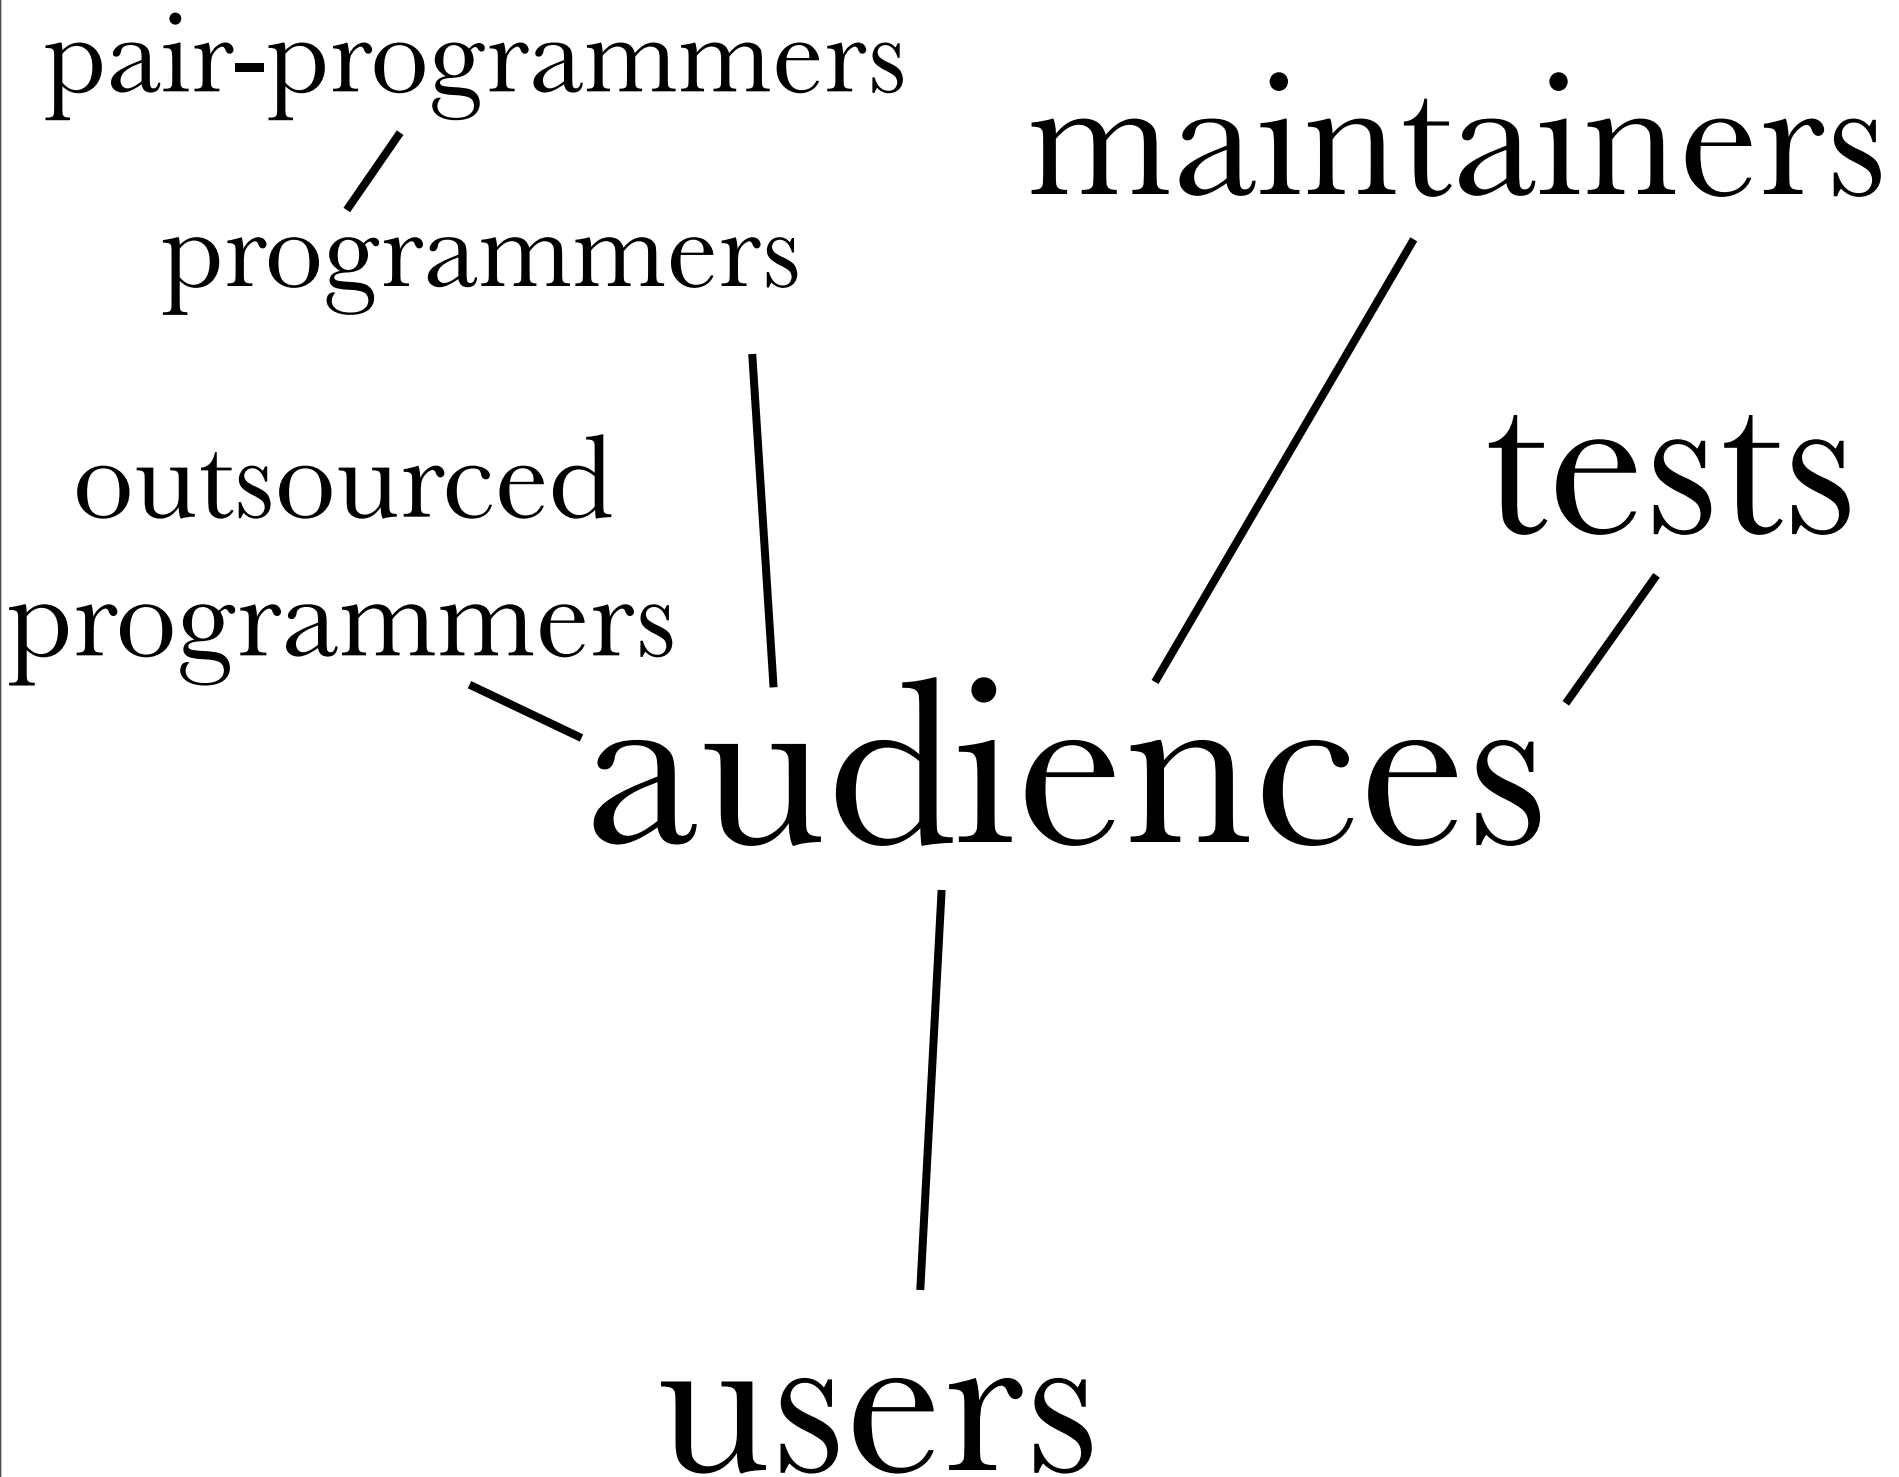 pair-programmers
maintainers
programmers
tests
outsourced
programmers
audiences
users